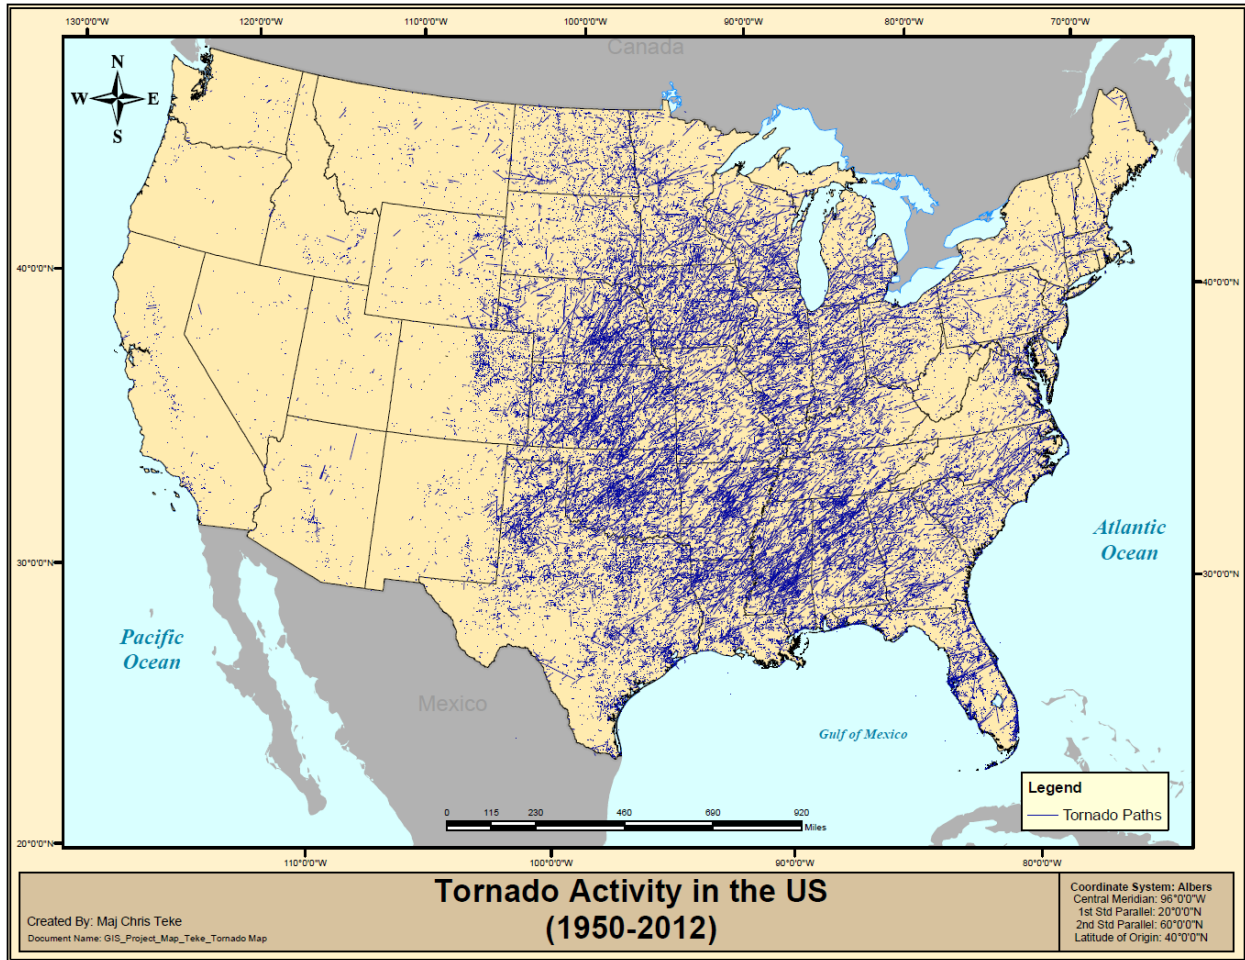 130°0'0"W 120°0'0"W 110°0'0"W 100°0'0"W 90°0'0"W 80°0'0"W 70°0'0"W
Canada
N
W E
S
40°0'0"N 40°0'0"N
Atlantic
Ocean
30°0'0"N 30°0'0"N
Pacific
Ocean
Mexico
Gulf of Mexico
Legend
Tornado Paths
0 115 230 460 690 920
Miles
20°0'0"N
110°0'0"W 100°0'0"W 90°0'0"W 80°0'0"W
Tornado Activity in the US
(1950-2012)
Created By: Maj Chris Teke
Document Name: GIS_Project_Map_Teke_Tornado Map
Coordinate System: Albers
Central Meridian: 96°0'0"W
1st Std Parallel: 20°0'0"N
2nd Std Parallel: 60°0'0"N
Latitude of Origin: 40°0'0"N